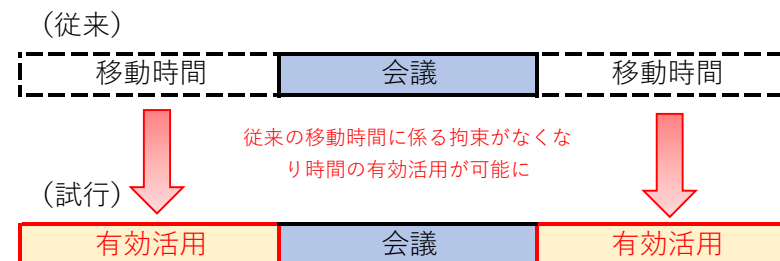 （従来）
移動時間 会議 移動時間
従来の移動時間に係る拘束がなくな
り時間の有効活用が可能に
（試行）
有効活用 会議 有効活用